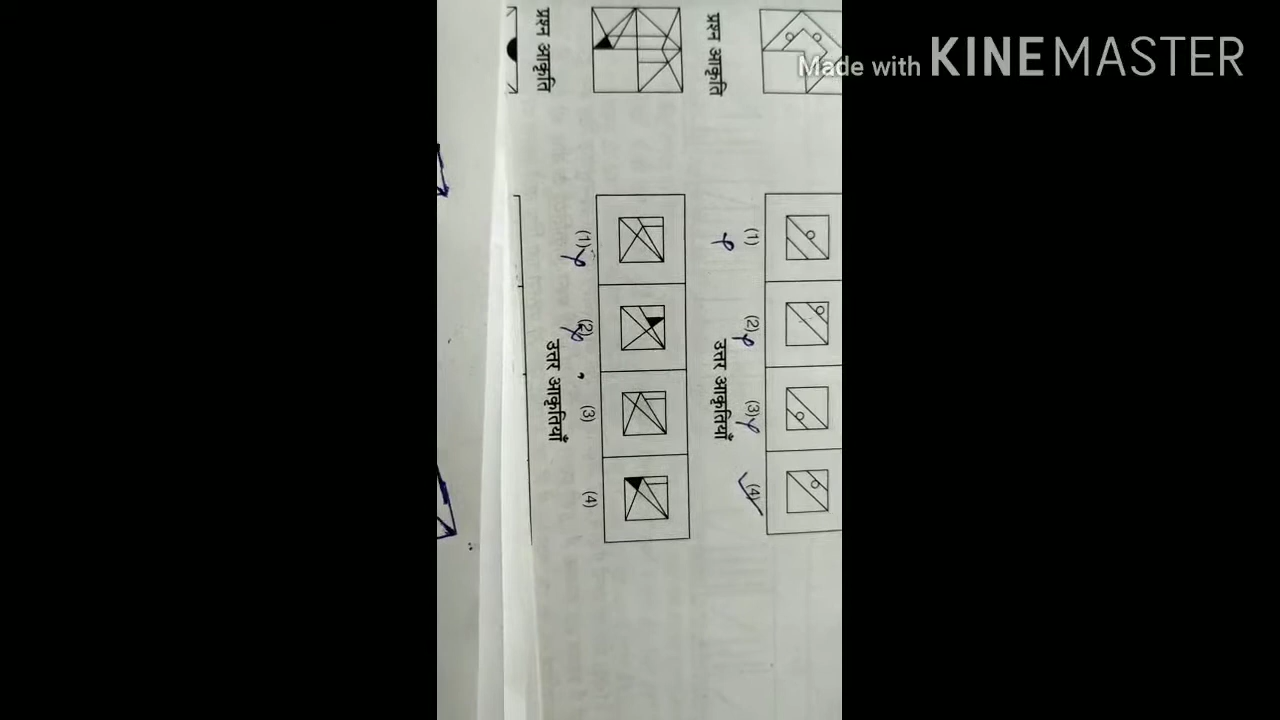 Made with KINEMASTER
प्रश्न आकृति
(1) (2) (3) (4)
उत्तर आकृतियाँ
प्रश्न आकृति
(1) (2) (3) (4)
उत्तर आकृतियाँ